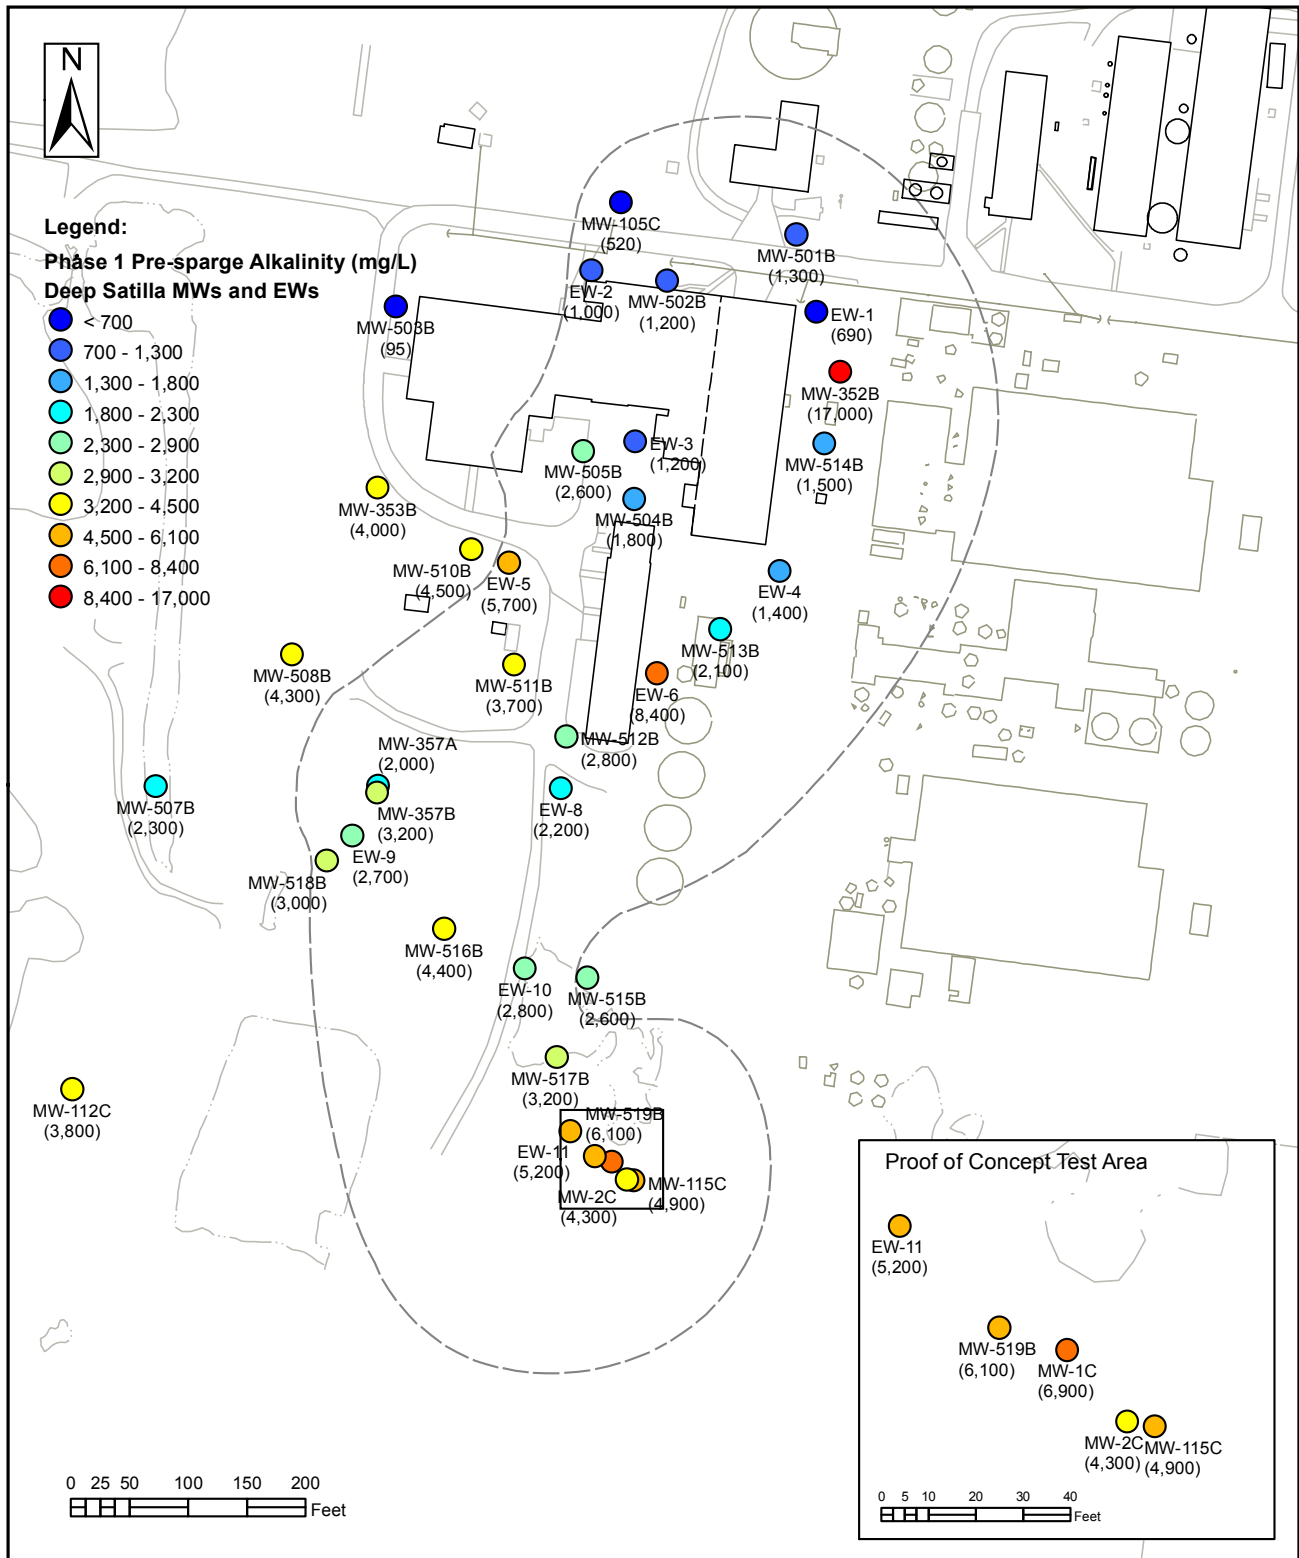 N
Legend:
Phase 1 Pre-sparge Alkalinity (mg/L)
Deep Satilla MWs and EWs
< 700
700 - 1,300
1,300 - 1,800
1,800 - 2,300
2,300 - 2,900
2,900 - 3,200
3,200 - 4,500
4,500 - 6,100
6,100 - 8,400
8,400 - 17,000
MW-105C
(520)
MW-501B
(1,300)
EW-2
(1,000)
MW-502B
(1,200)
MW-503B
(95)
EW-1
(690)
MW-352B
(17,000)
EW-3
(1,200)
MW-505B
(2,600)
MW-514B
(1,500)
MW-353B
(4,000)
MW-504B
(1,800)
MW-510B
(4,500)
EW-5
(5,700)
EW-4
(1,400)
MW-513B
(2,100)
MW-508B
(4,300)
MW-511B
(3,700)
EW-6
(8,400)
MW-512B
(2,800)
MW-357A
(2,000)
MW-507B
(2,300)
MW-357B
(3,200)
EW-8
(2,200)
EW-9
(2,700)
MW-518B
(3,000)
MW-516B
(4,400)
EW-10
(2,800)
MW-515B
(2,600)
MW-517B
(3,200)
MW-112C
(3,800)
MW-519B
(6,100)
EW-11
(5,200)
MW-2C
(4,300)
MW-115C
(4,900)
Proof of Concept Test Area
EW-11
(5,200)
MW-519B
(6,100)
MW-1C
(6,900)
MW-2C
(4,300)
MW-115C
(4,900)
0 5 10 20 30 40
Feet
0 25 50 100 150 200
Feet